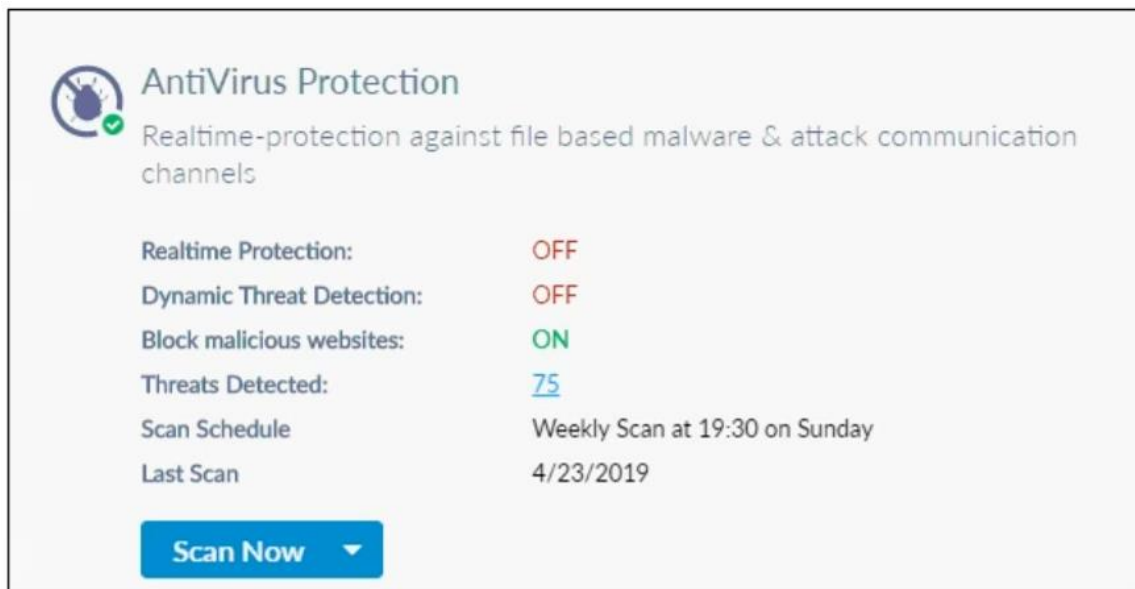 AntiVirus Protection
Realtime-protection against file based malware & attack communication
channels
Realtime Protection: OFF
Dynamic Threat Detection: OFF
Block malicious websites: ON
Threats Detected: 75
Scan Schedule Weekly Scan at 19:30 on Sunday
Last Scan 4/23/2019
Scan Now